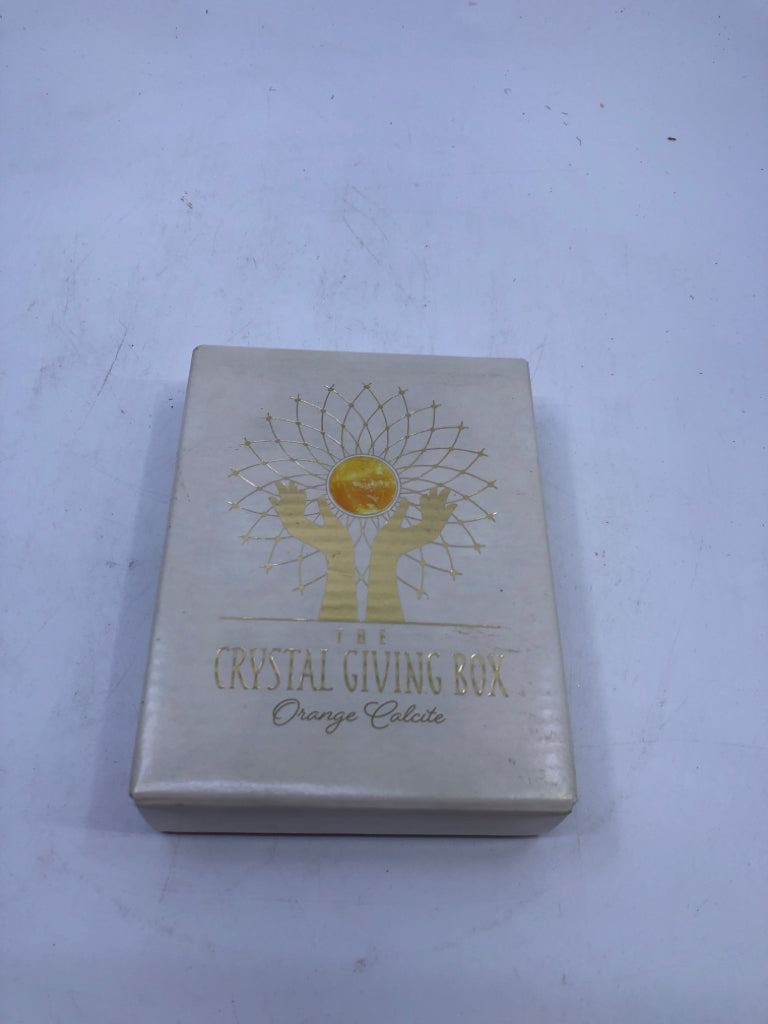 THE
CRYSTAL GIVING BOX
Orange Calcite